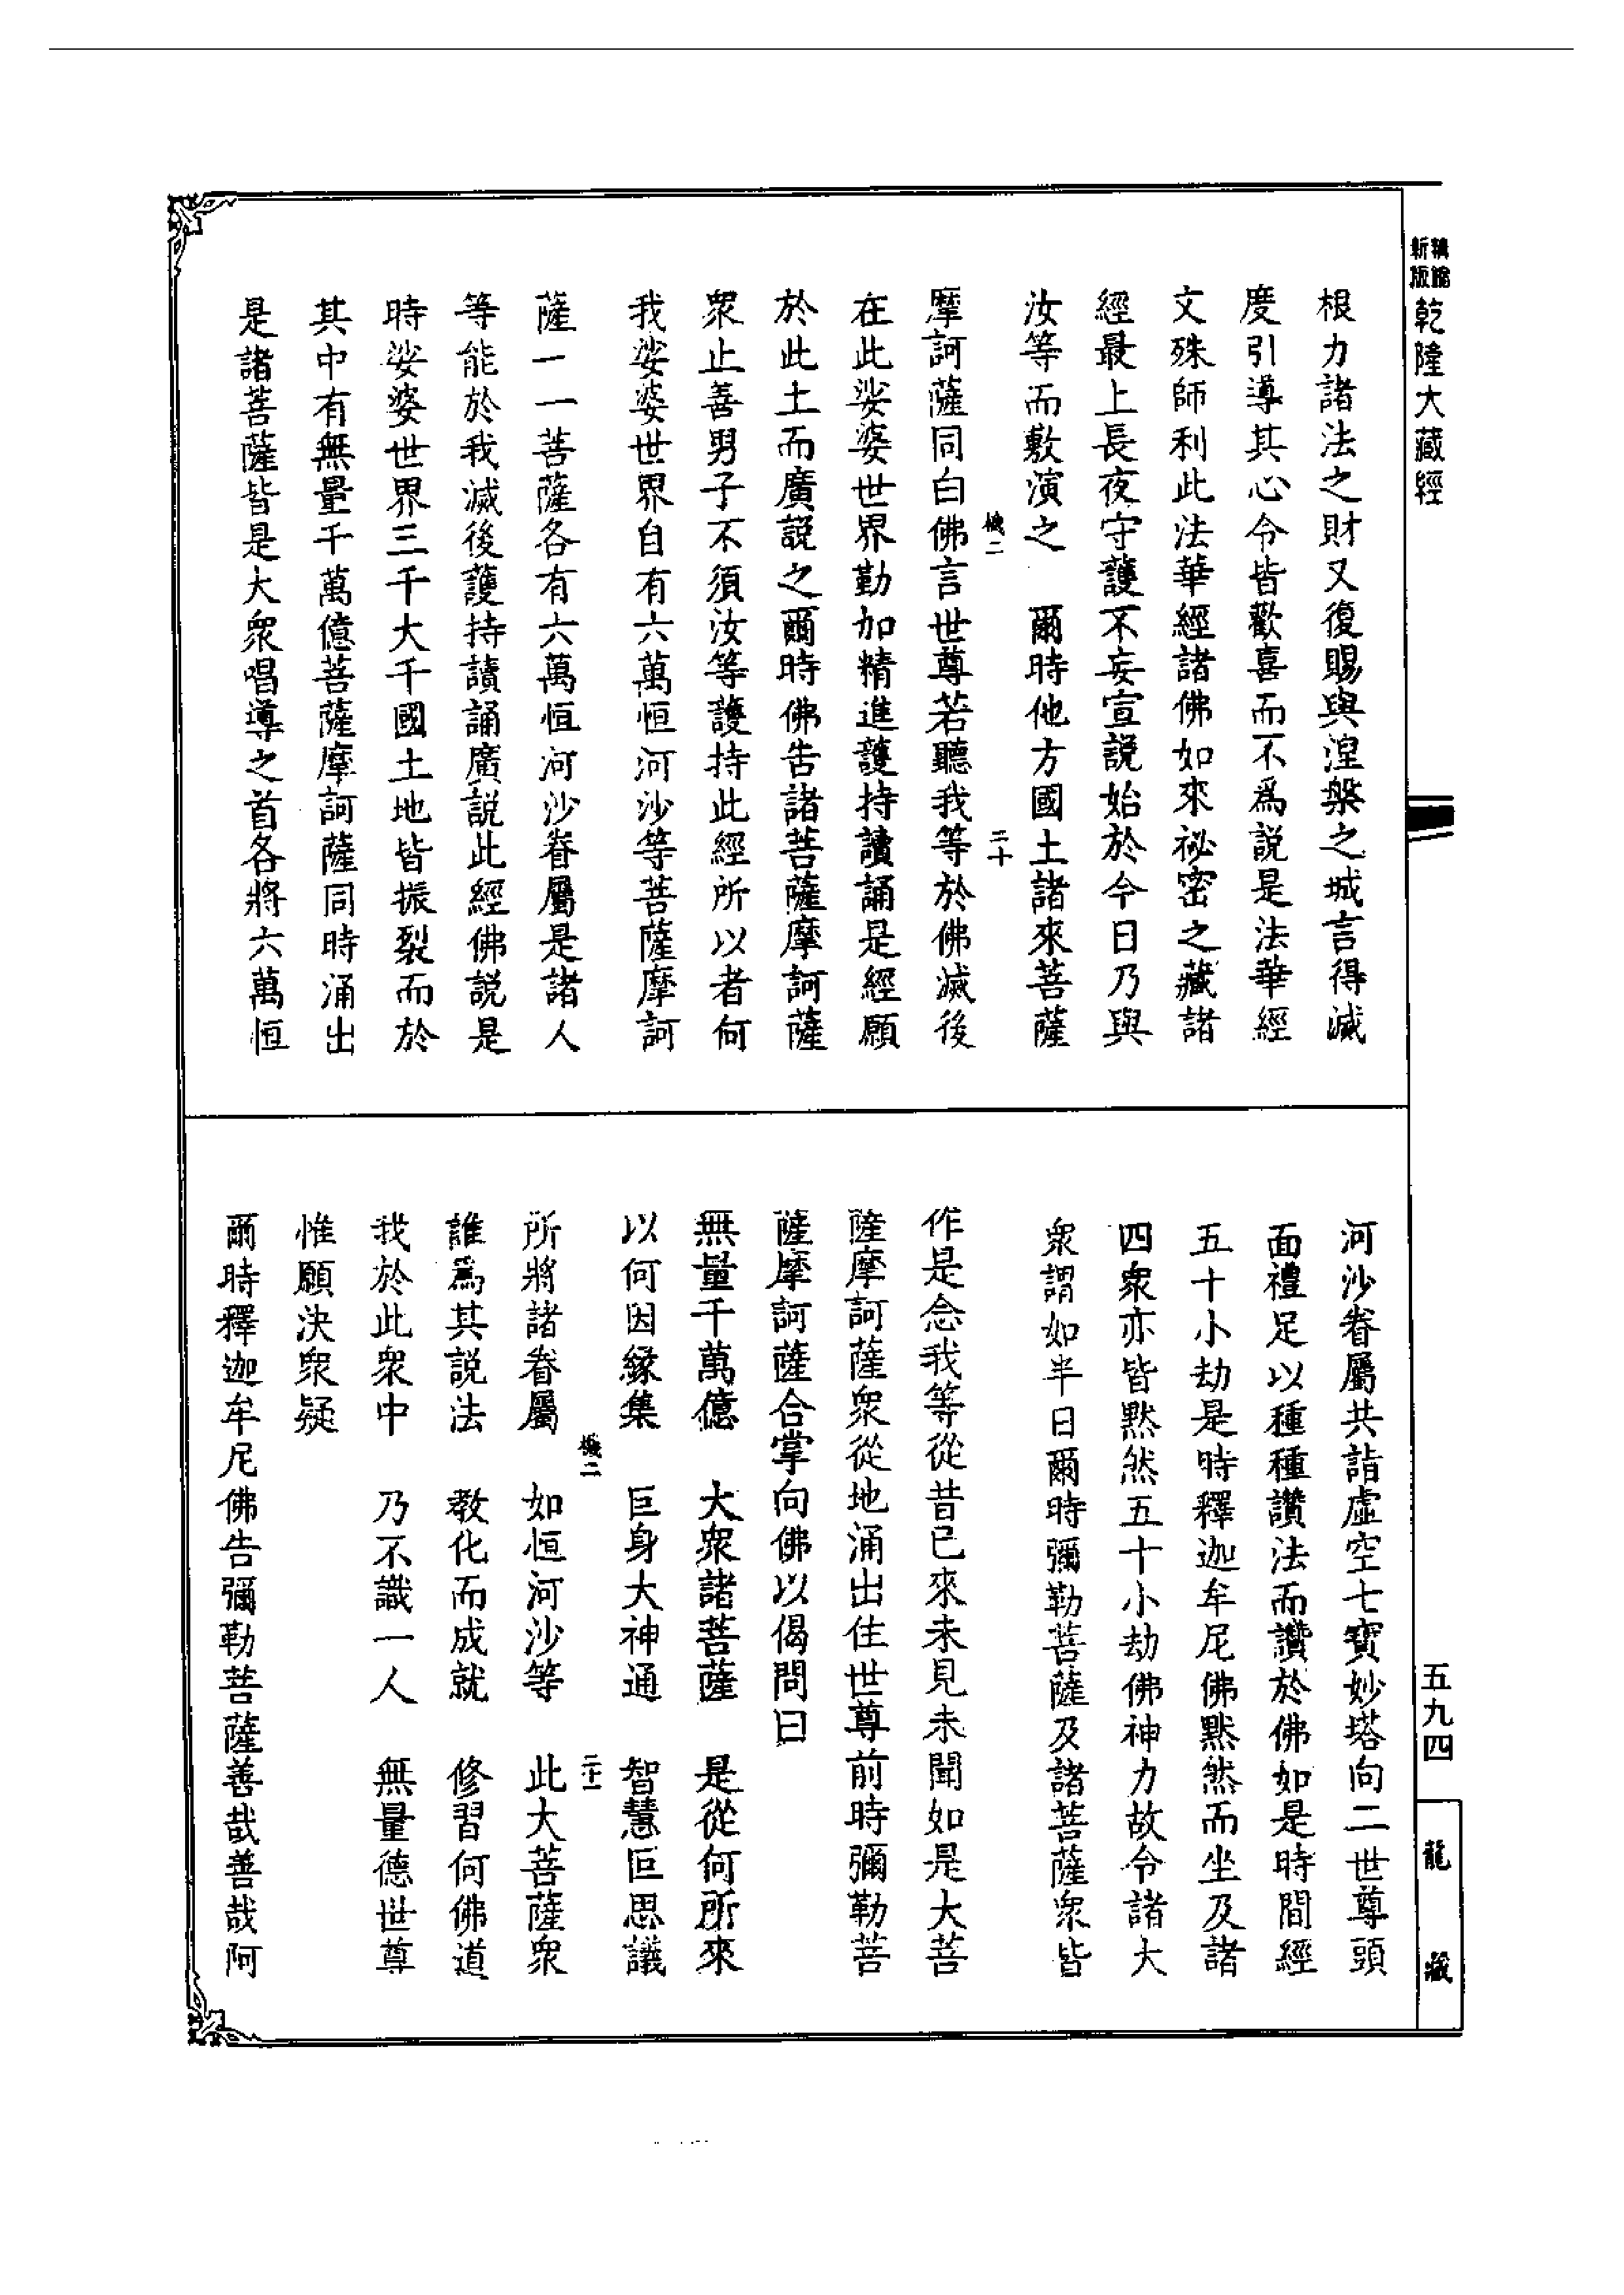 新編縮版
乾隆大藏經
根力諸法之財又復賜與涅槃之城言得滅
度引導其心令皆歡喜而不爲説是法華經
文殊師利此法華經諸佛如來祕密之藏諸
經最上長夜守護不妄宣説始於今日乃與
汝等而敷演之　爾時他方國土諸來菩薩
機二
二十
摩訶薩同白佛言世尊若聽我等於佛滅後
在此娑婆世界勤加精進護持讀誦是經願
於此土而廣説之爾時佛告諸菩薩摩訶薩
衆止善男子不須汝等護持此經所以者何
我娑婆世界自有六萬恒河沙等菩薩摩訶
薩一一菩薩各有六萬恒河沙眷屬是諸人
等能於我滅後護持讀誦廣説此經佛説是
時娑婆世界三千大千國土地皆振裂而於
其中有無量千萬億菩薩摩訶薩同時涌出
是諸菩薩皆是大衆唱導之首各將六萬恒
河沙眷屬共詣虛空七寶妙塔向二世尊頭
面禮足以種種讚法而讚於佛如是時間經
五十小劫是時釋迦牟尼佛默然而坐及諸
四衆亦皆默然五十小劫佛神力故令諸大
衆謂如半日爾時彌勒菩薩及諸菩薩衆皆
作是念我等從昔已來未見未聞如是大菩
薩摩訶薩衆從地涌出住世尊前時彌勒菩
薩摩訶薩合掌向佛以偈問曰
無量千萬億　大衆諸菩薩　是從何所來
以何因緣集　巨身大神通　智慧叵思議
機二
二十一
所將諸眷屬　如恒河沙等　此大菩薩衆
誰爲其説法　教化而成就　修習何佛道
我於此衆中　乃不識一人　無量德世尊
惟願決衆疑
爾時釋迦牟尼佛告彌勒菩薩善哉善哉阿
五九四
龍藏